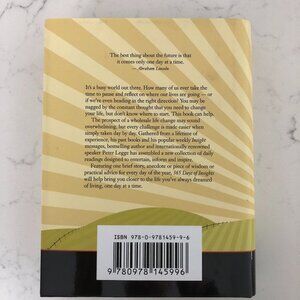 The best thing about the future is that
it comes only one day at a time.
— Abraham Lincoln
It's a busy world out there. How many of us ever take the
time to pause and reflect on where our lives are going — or
if we're even heading in the right direction? You may be
nagged by the constant thought that you need to change
your life, but don't know where to start. This book can help.
The prospect of a wholesale life change may sound
overwhelming, but every challenge is made easier when
simply taken day by day. Gathered from a lifetime of
experience, his past books and his popular weekly Insight
messages, bestselling author and internationally renowned
speaker Peter Legge has assembled a new collection of daily
readings designed to entertain, inform and inspire.
Featuring one brief story, anecdote or piece of wisdom or
practical advice for every day of the year, 365 Days of Insights
will help bring you closer to the life you've always dreamed
of living, one day at a time.
ISBN 978-0-9781459-9-6
9 780978 145996